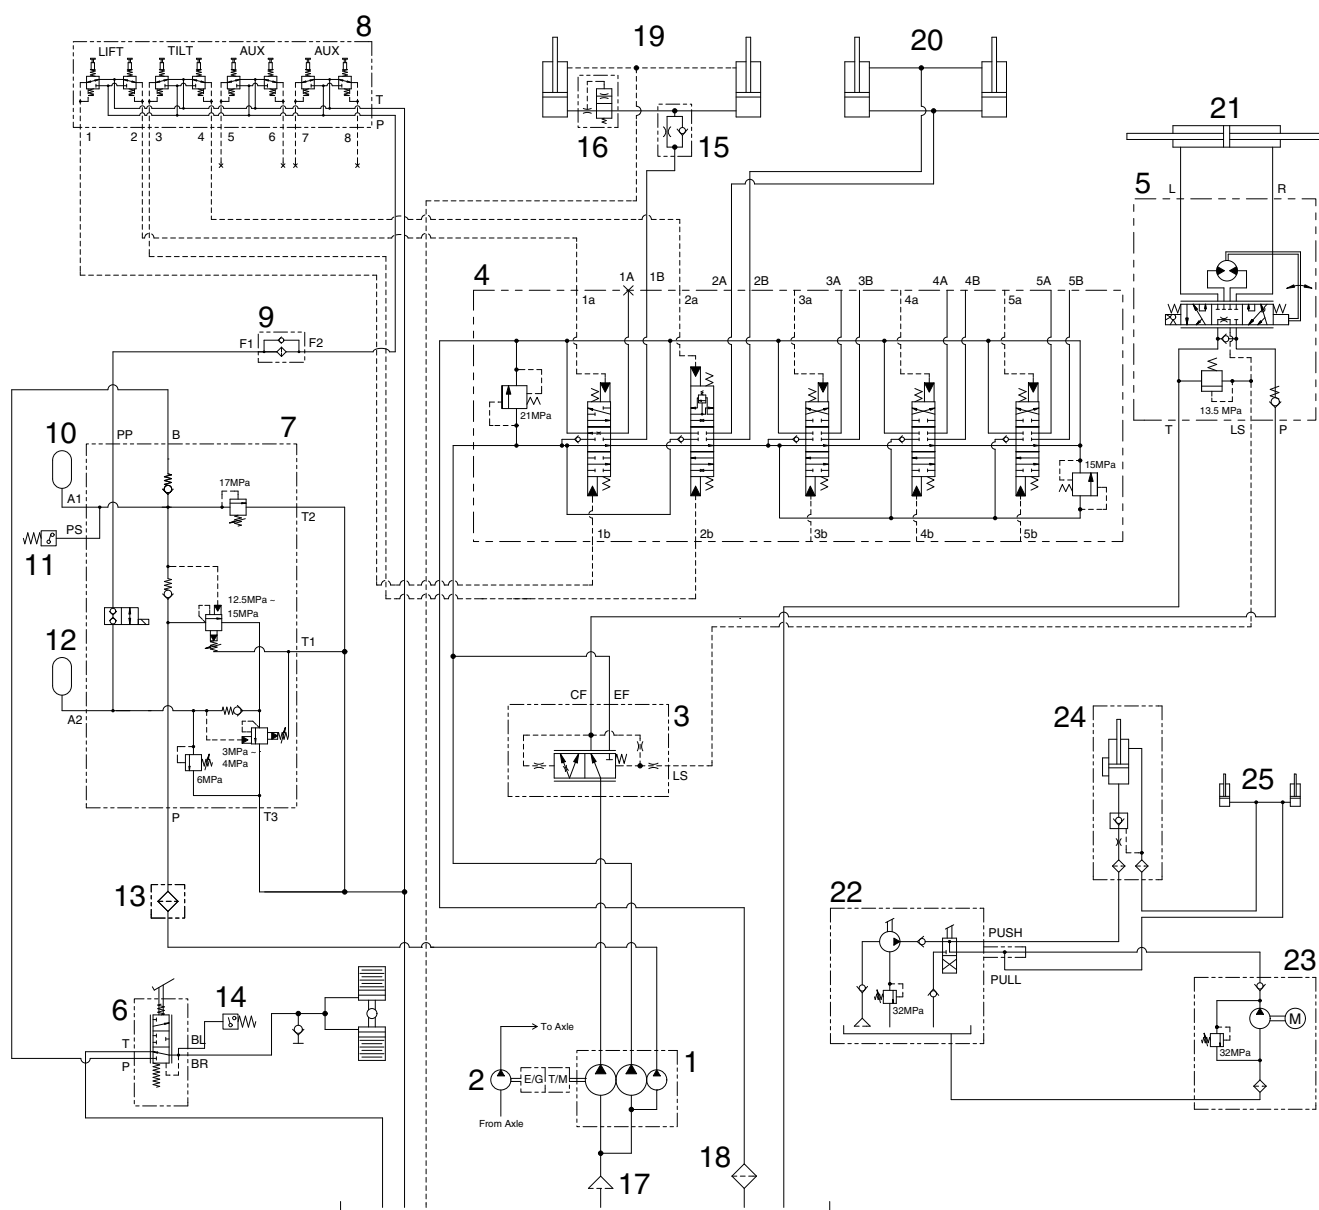 8
19
20
LIFT TILT AUX AUX
T
P
1 2 3 4 5 6 7 8
16 15
21
5
L R
4
1a 1A 1B 2a 2A 2B 3a 3A 3B 4a 4A 4B 5a 5A 5B
9
F1 F2
21MPa
13.5 MPa
T LS P
10
7
PP B
17MPa
15MPa
A1
T2
PS
11
1b 2b 3b 4b 5b
12.5MPa ~
15MPa
12
T1
A2
CF EF
3
3MPa ~
4MPa
6MPa
LS
P T3
24
25
13
22
PUSH
PULL
23
32MPa
M
32MPa
6
14
T
P
BL
BR
To Axle
1
2
E/G T/M
From Axle
17
18